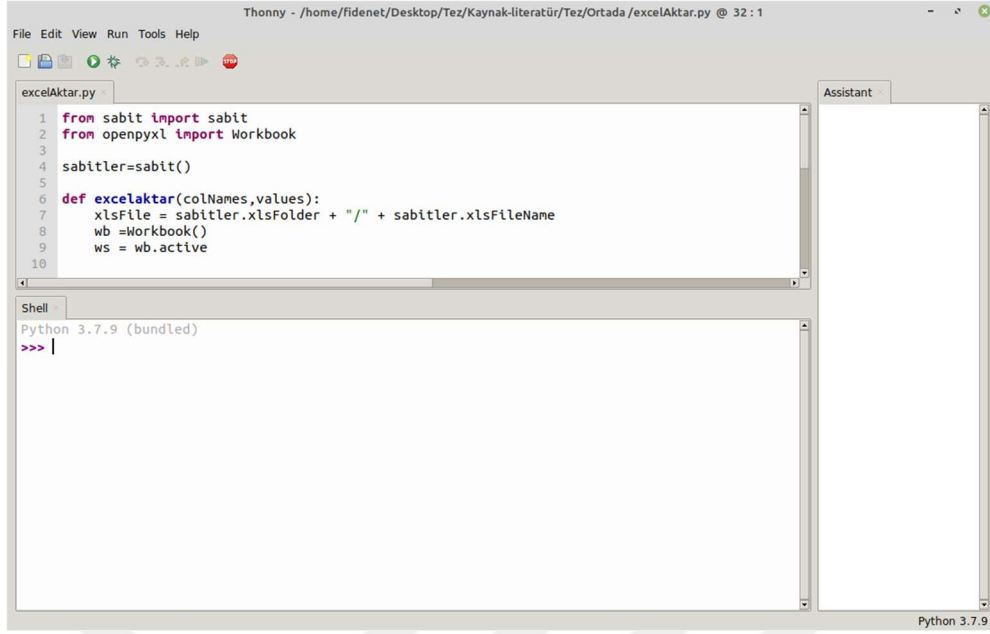 Thonny - /home/fidenet/Desktop/Tez/Kaynak-literatür/Tez/Ortada /excelAktar.py @ 32 : 1
File Edit View Run Tools Help
STOP
excelAktar.py
Assistant
1 from sabit import sabit
2 from openpyxl import Workbook
3
4 sabitler=sabit()
5
6 def excelaktar(colNames,values):
7 xlsFile = sabitler.xlsFolder + "/" + sabitler.xlsFileName
8 wb =Workbook()
9 ws = wb.active
10
Shell
Python 3.7.9 (bundled)
>>>
Python 3.7.9